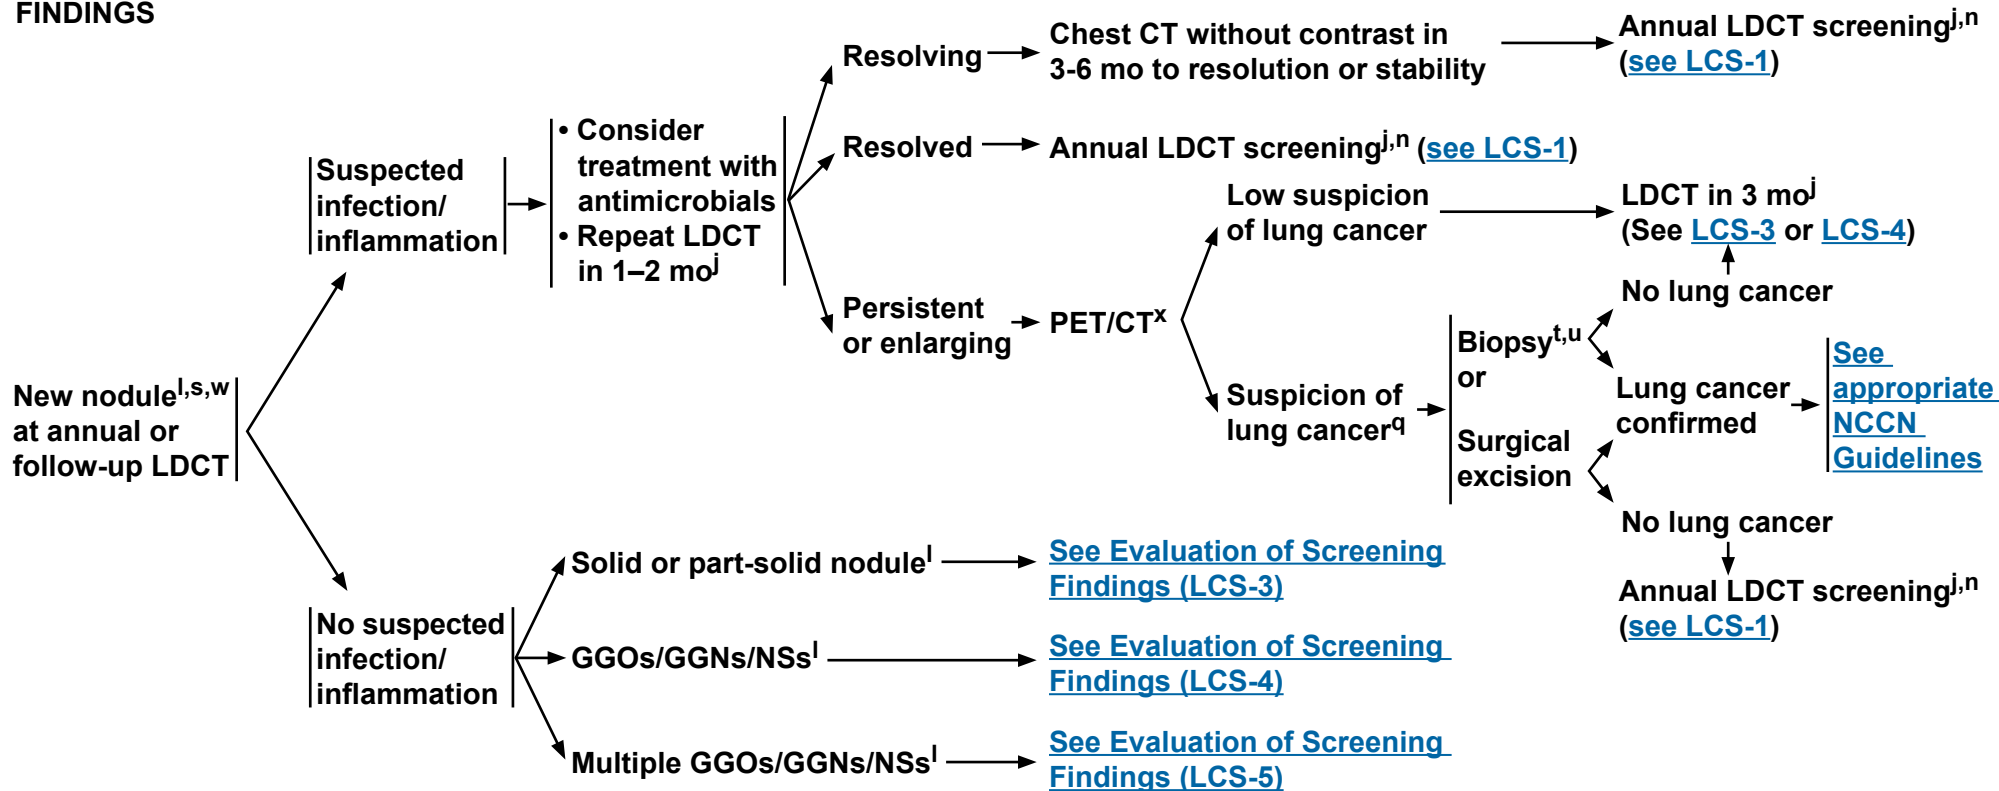 FINDINGS
Resolving
Chest CT without contrast in
3-6 mo to resolution or stability
Annual LDCT screeningj,n
(see LCS-1)
Resolved
Annual LDCT screeningj,n (see LCS-1)
Suspected
infection/
inflammation
• Consider
treatment with
antimicrobials
• Repeat LDCT
in 1–2 moj
Low suspicion
of lung cancer
LDCT in 3 moj
(See LCS-3 or LCS-4)
Persistent
or enlarging
PET/CTx
No lung cancer
Biopsyt,u
or
Surgical
excision
Suspicion of
lung cancerq
Lung cancer
confirmed
See
appropriate
NCCN
Guidelines
No lung cancer
Annual LDCT screeningj,n
(see LCS-1)
New nodulel,s,w
at annual or
follow-up LDCT
No suspected
infection/
inflammation
Solid or part-solid nodulel
See Evaluation of Screening
Findings (LCS-3)
GGOs/GGNs/NSsl
See Evaluation of Screening
Findings (LCS-4)
Multiple GGOs/GGNs/NSsl
See Evaluation of Screening
Findings (LCS-5)